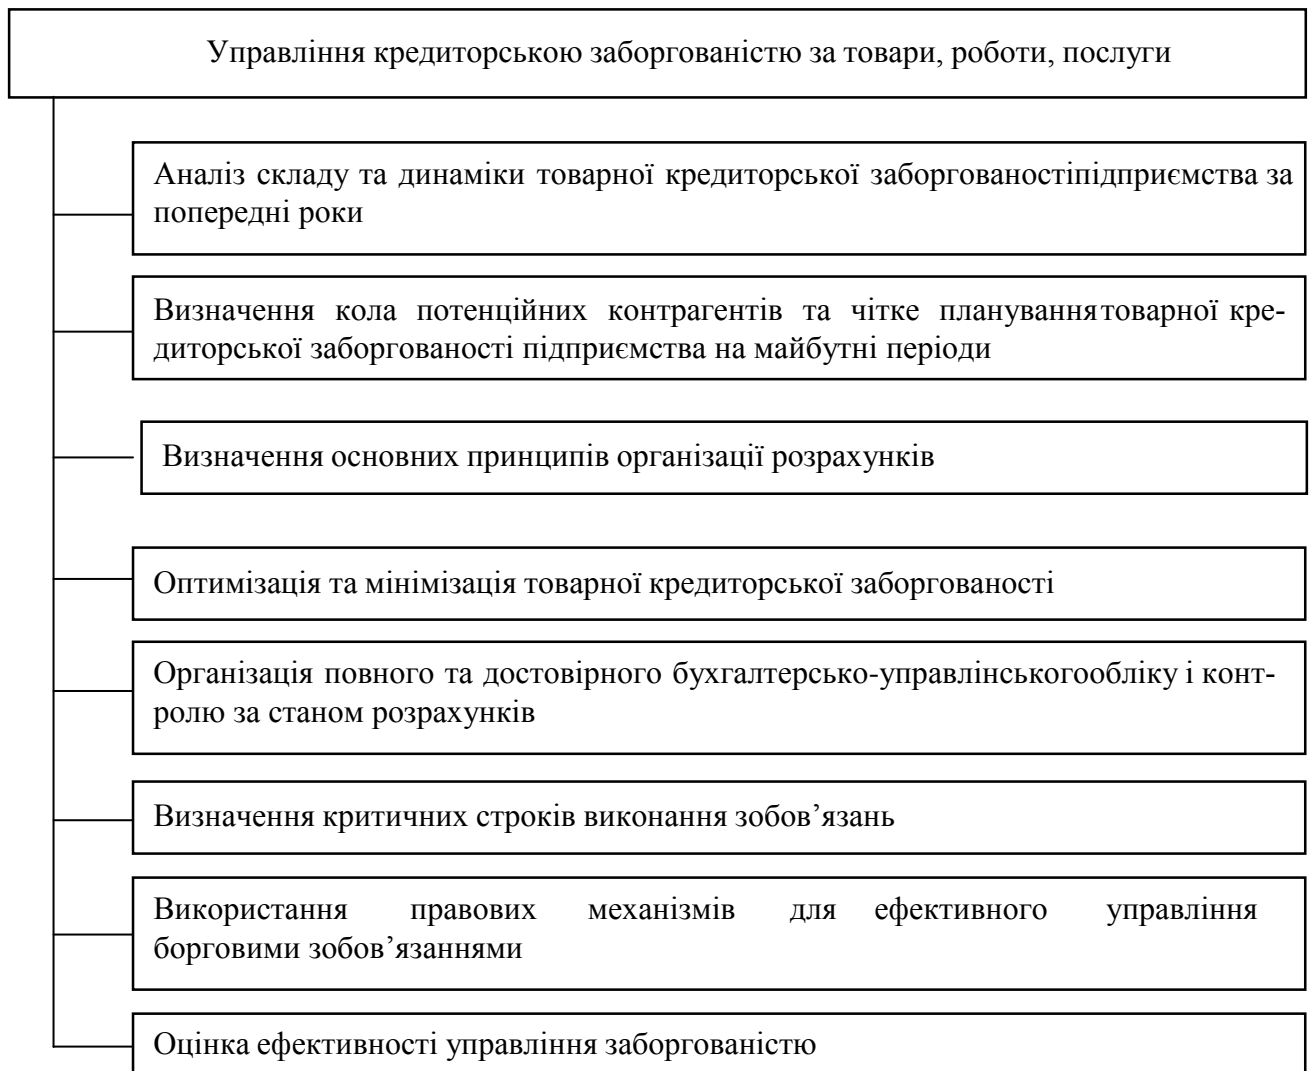 Управління кредиторською заборгованістю за товари, роботи, послуги
Аналіз складу та динаміки товарної кредиторської заборгованостіпідприємства за
попередні роки
Визначення кола потенційних контрагентів та чітке плануваннятоварної кре-
диторської заборгованості підприємства на майбутні періоди
Визначення основних принципів організації розрахунків
Оптимізація та мінімізація товарної кредиторської заборгованості
Організація повного та достовірного бухгалтерсько-управлінськогообліку і конт-
ролю за станом розрахунків
Визначення критичних строків виконання зобов’язань
Використання правових механізмів для ефективного управління
борговими зобов’язаннями
Оцінка ефективності управління заборгованістю